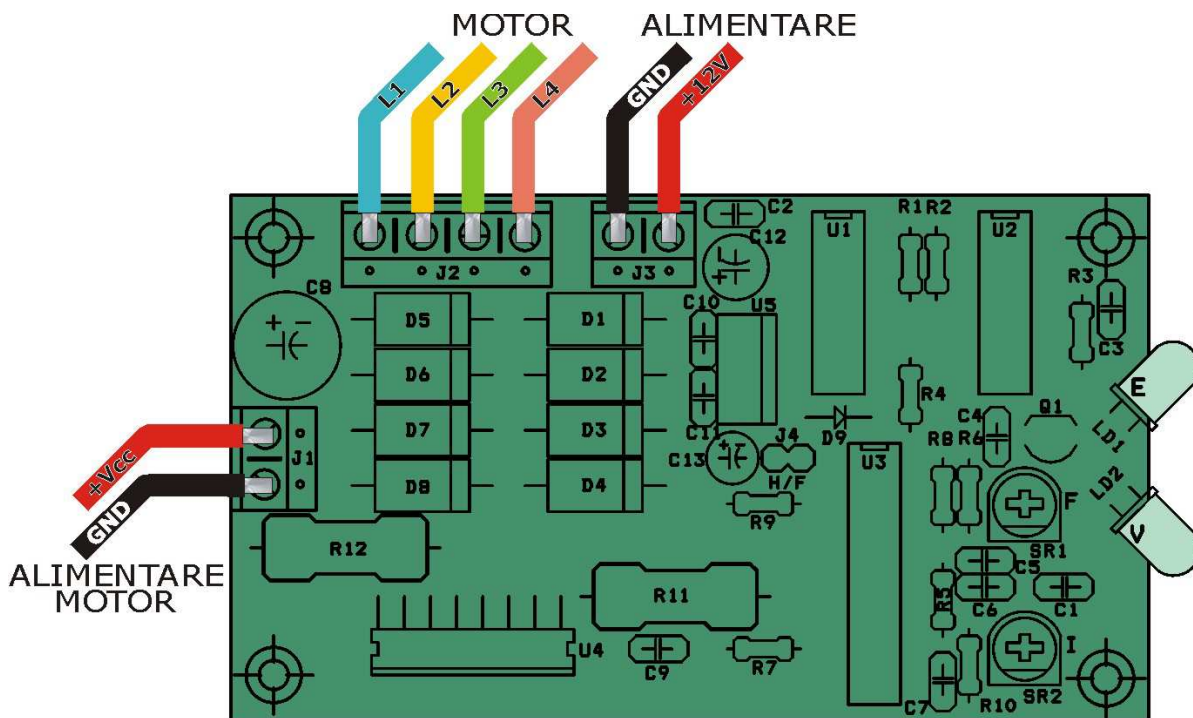 MOTOR
ALIMENTARE
L1
L2
L3
L4
GND
+12V
C2
C12
U1
R1 R2
U2
R3
C3
J2
J3
C8
+ −
D5
D1
C10
U5
D6
D2
E
LD1
R4
C4
Q1
D7
D3
C11
D9
J4
C13
H/F
U3
R8 R6
LD2
+Vcc
J1
GND
D8
D4
R9
F
V
SR1
ALIMENTARE
MOTOR
R12
R11
C5
C6
C1
R5
U4
C9
R7
I
SR2
C7
R10